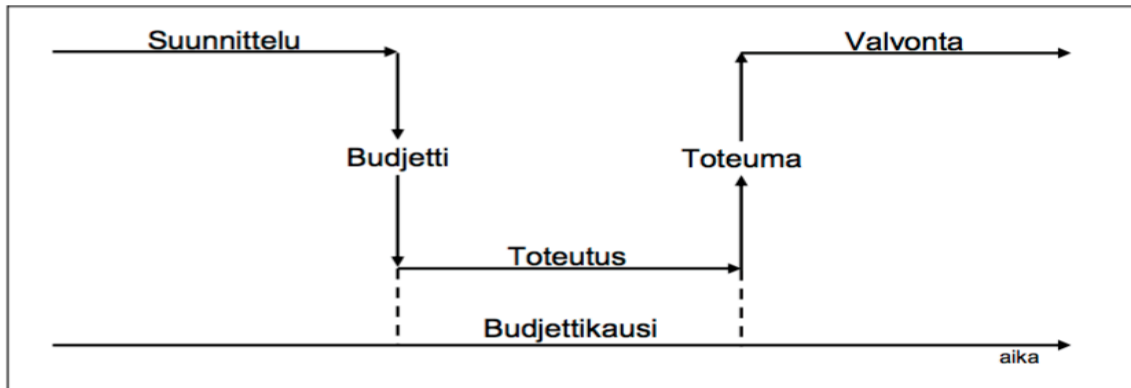 Suunnittelu
Valvonta
Budjetti
Toteuma
Toteutus
Budjettikausi
aika